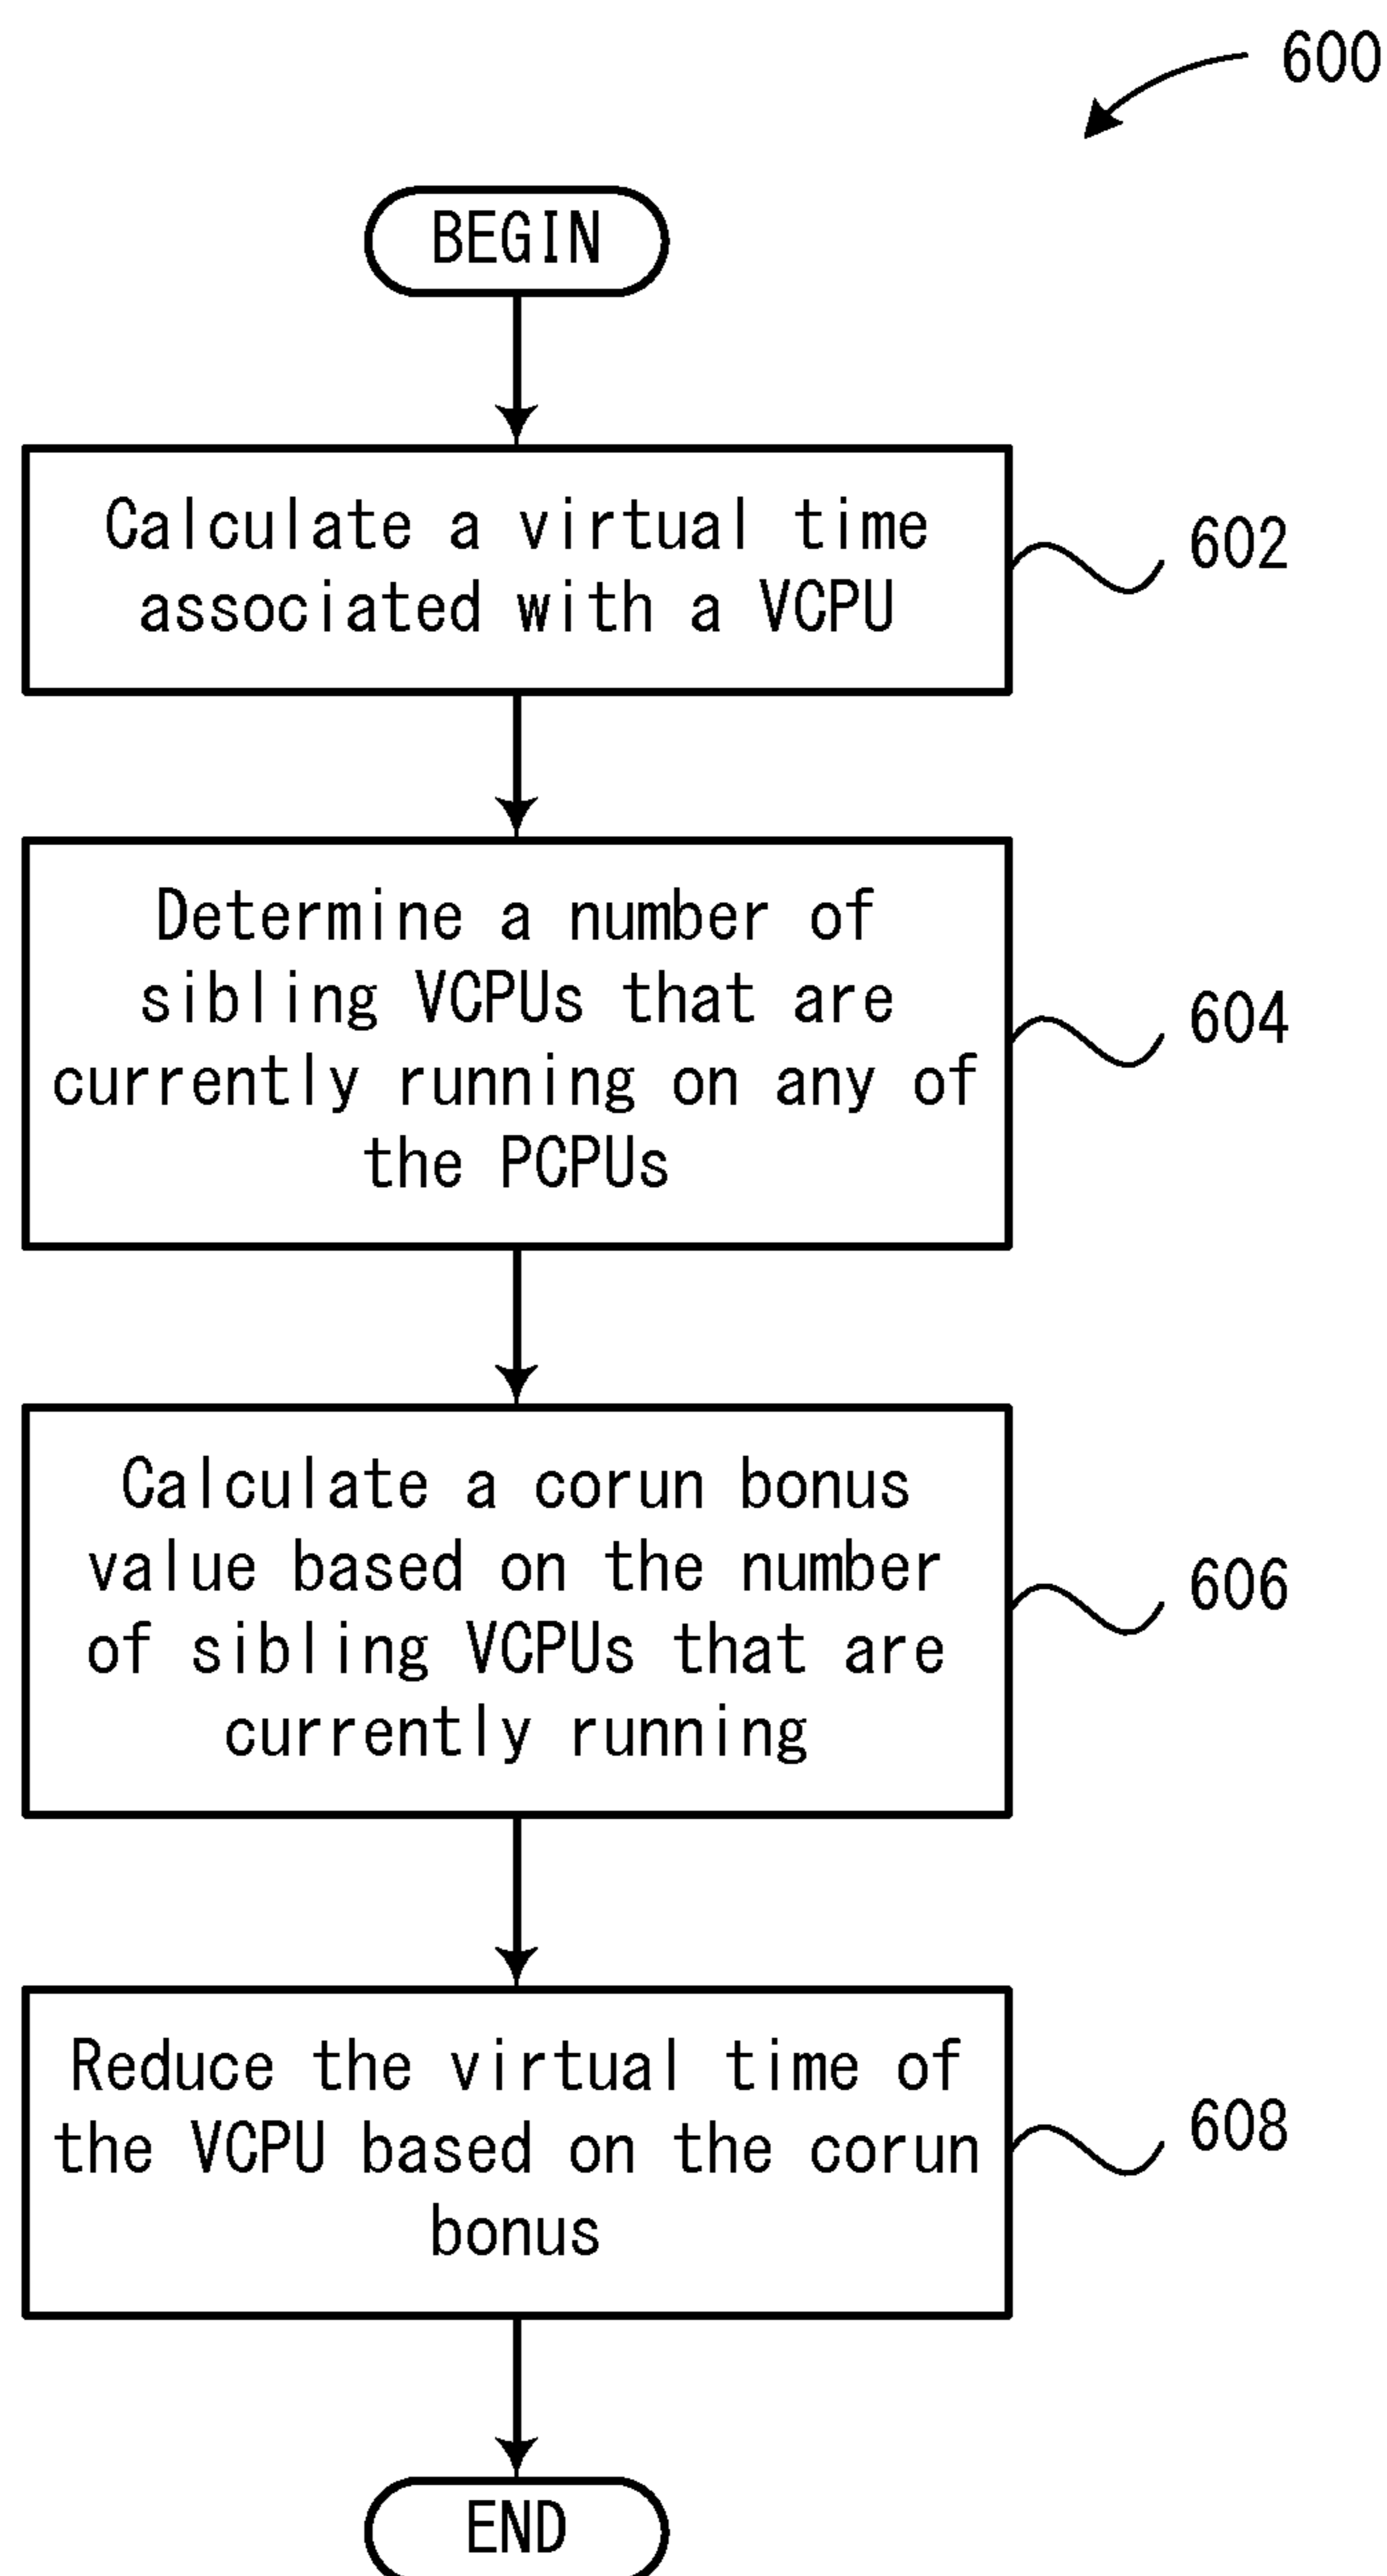 600
BEGIN
Calculate a virtual time
associated with a VCPU
602
Determine a number of
sibling VCPUs that are
currently running on any of
the PCPUs
604
Calculate a corun bonus
value based on the number
of sibling VCPUs that are
currently running
606
Reduce the virtual time of
the VCPU based on the corun
bonus
608
END